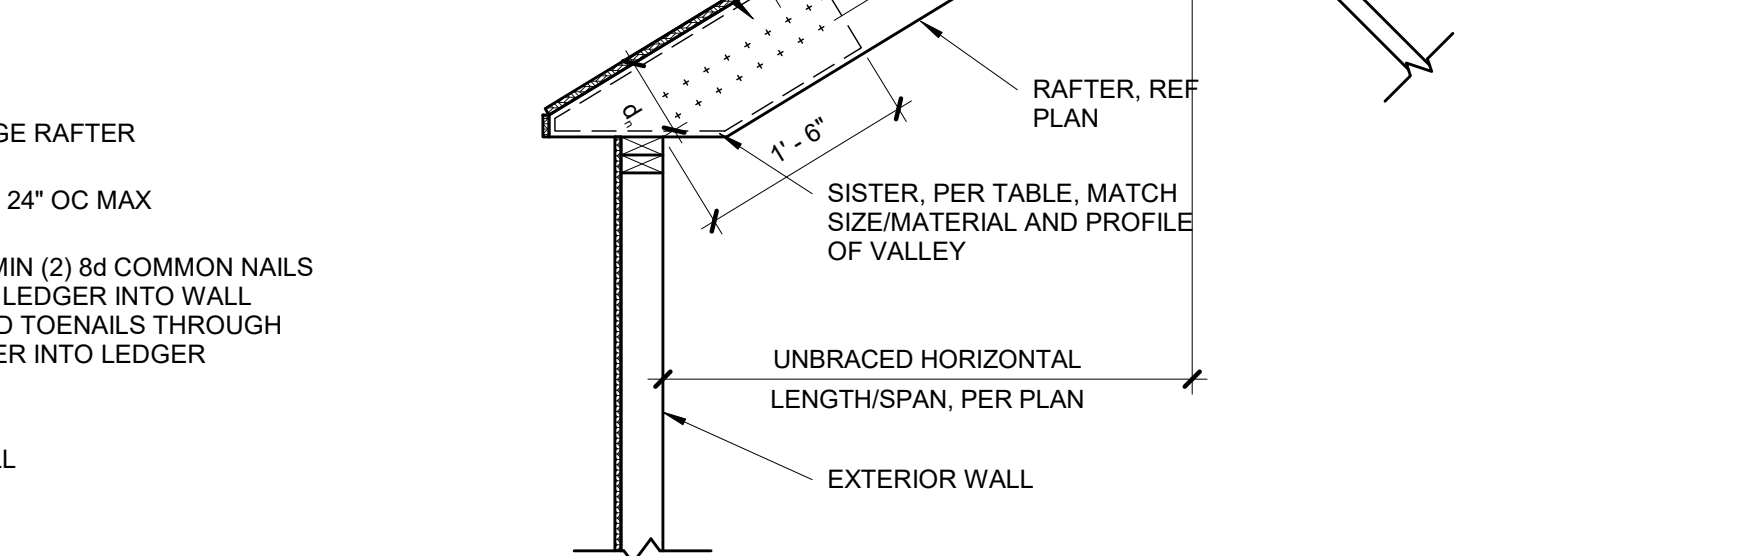 GE RAFTER
24" OC MAX
MIN (2) 8d COMMON NAILS
LEDGER INTO WALL
D TOENAILS THROUGH
ER INTO LEDGER
LL
dn
1' - 6"
RAFTER, REF
PLAN
SISTER, PER TABLE, MATCH
SIZE/MATERIAL AND PROFILE
OF VALLEY
UNBRACED HORIZONTAL
LENGTH/SPAN, PER PLAN
EXTERIOR WALL